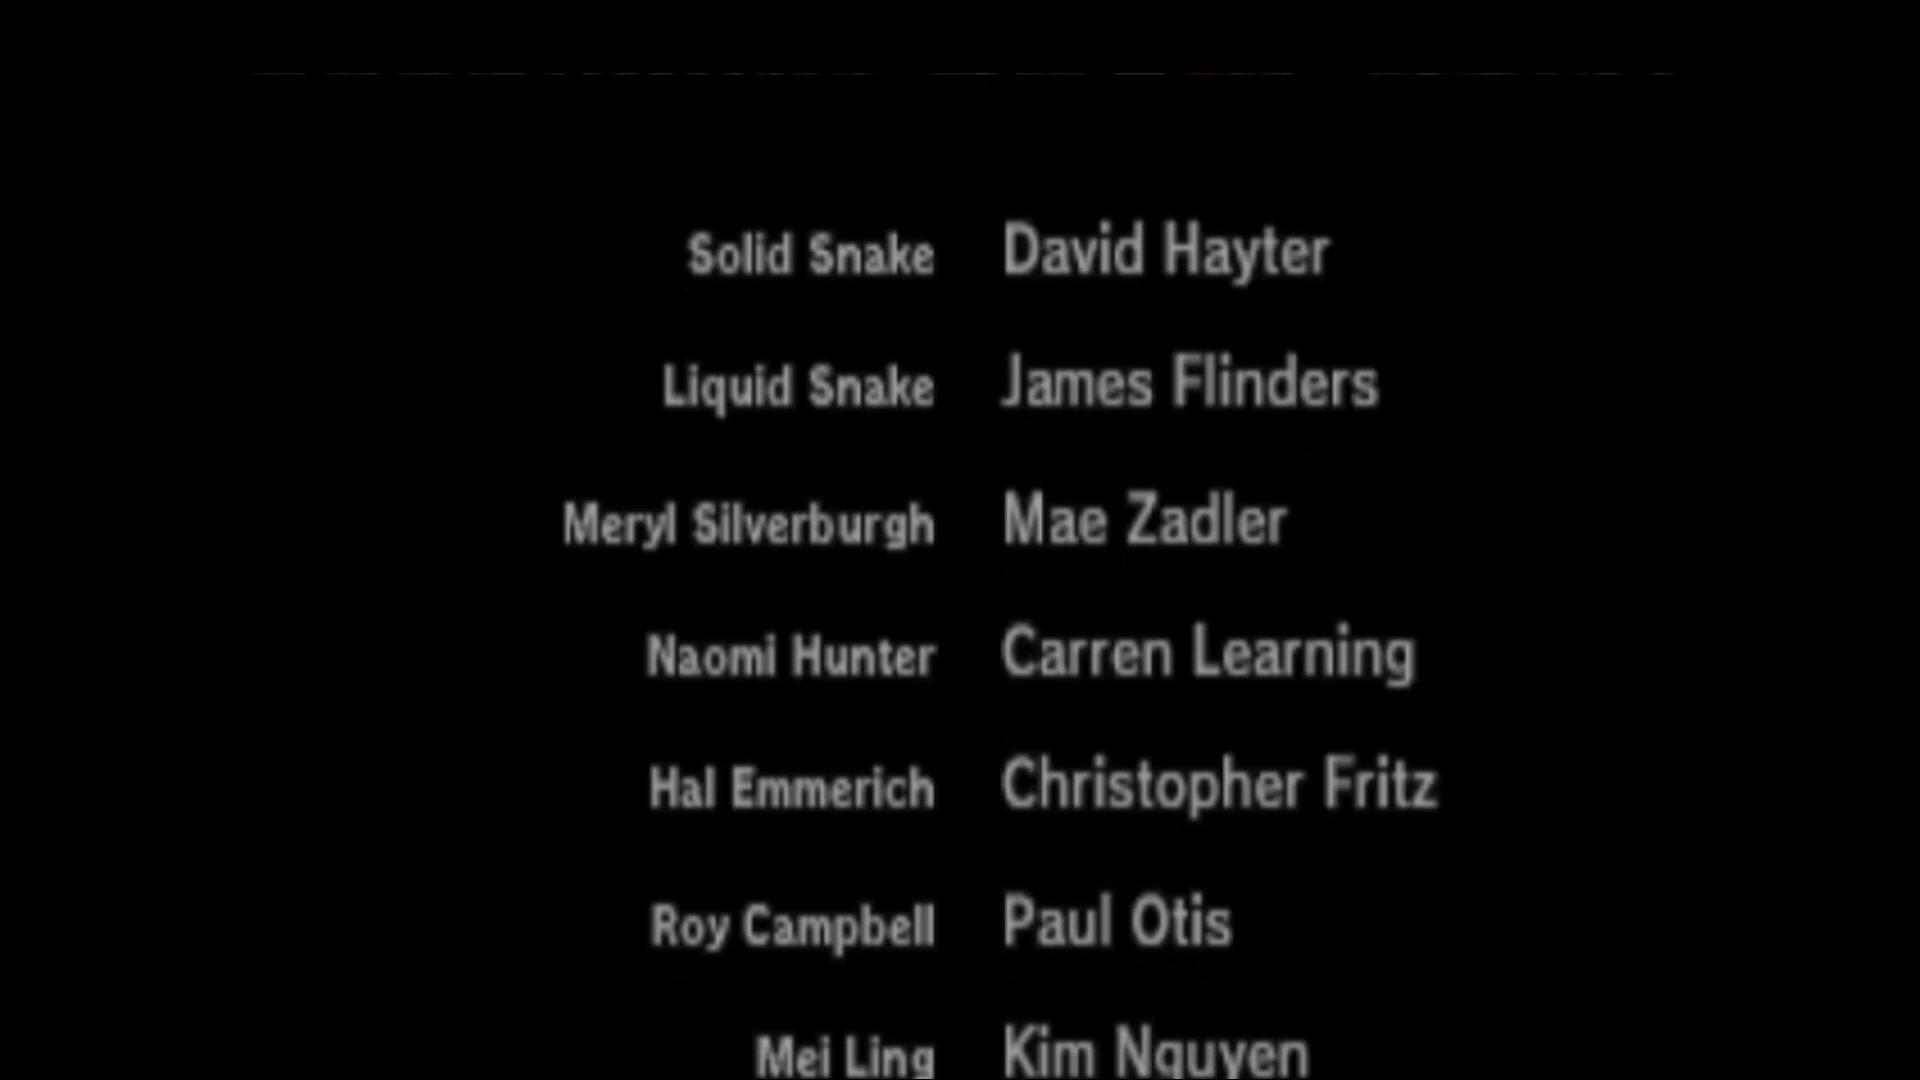 Solid Snake David Hayter
Liquid Snake James Flinders
Meryl Silverburgh Mae Zadler
Naomi Hunter Carren Learning
Hal Emmerich Christopher Fritz
Roy Campbell Paul Otis
Mei Ling Kim Nguyen